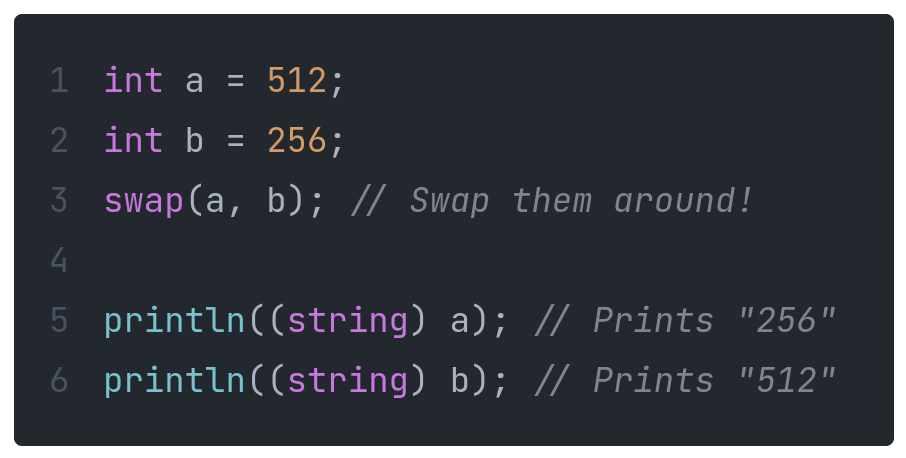 1 int a = 512;
2 int b = 256;
3 swap(a, b); // Swap them around!
4
5 println((string) a); // Prints "256"
6 println((string) b); // Prints "512"